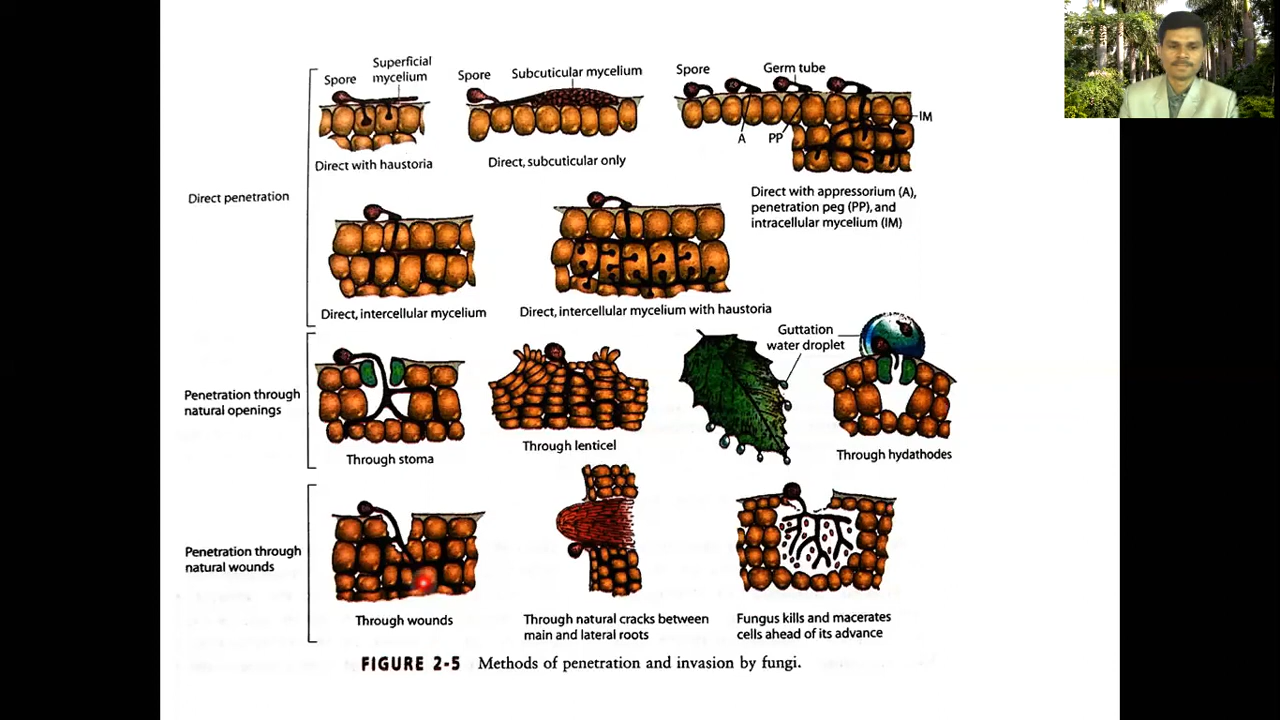 Spore
Superficial
mycelium
Spore
Subcuticular mycelium
Spore
Germ tube
IM
A
PP
Direct with haustoria
Direct, subcuticular only
Direct with appressorium (A),
penetration peg (PP), and
intracellular mycelium (IM)
Direct penetration
Direct, intercellular mycelium
Direct, intercellular mycelium with haustoria
Guttation
water droplet
Penetration through
natural openings
Through stoma
Through lenticel
Through hydathodes
Penetration through
natural wounds
Through wounds
Through natural cracks between
main and lateral roots
Fungus kills and macerates
cells ahead of its advance
FIGURE 2-5 Methods of penetration and invasion by fungi.